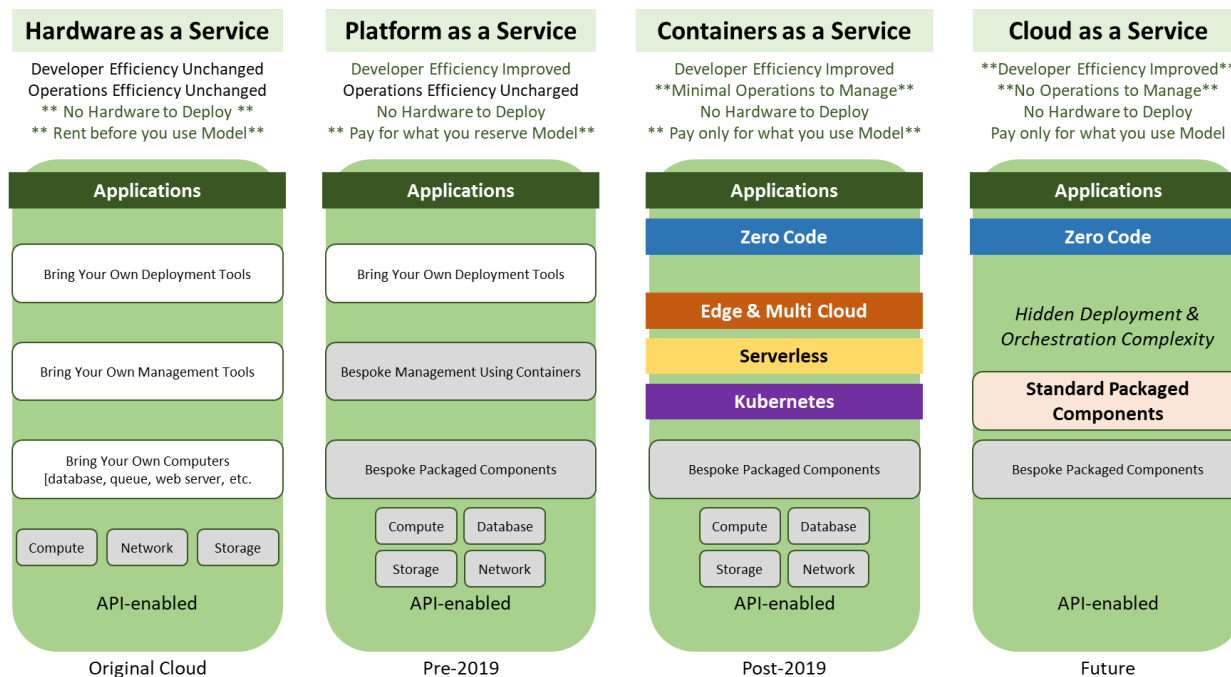 Hardware as a Service
Developer Efficiency Unchanged
Operations Efficiency Unchanged
** No Hardware to Deploy **
** Rent before you use Model**
Applications
Bring Your Own Deployment Tools
Bring Your Own Management Tools
Bring Your Own Computers
[database, queue, web server, etc.
Compute
Network
Storage
API-enabled
Original Cloud
Platform as a Service
Developer Efficiency Improved
Operations Efficiency Uncharged
No Hardware to Deploy
** Pay for what you reserve Model**
Applications
Bring Your Own Deployment Tools
Bespoke Management Using Containers
Bespoke Packaged Components
Compute
Database
Storage
Network
API-enabled
Pre-2019
Containers as a Service
Developer Efficiency Improved
**Minimal Operations to Manage**
No Hardware to Deploy
** Pay only for what you use Model**
Applications
Zero Code
Edge & Multi Cloud
Serverless
Kubernetes
Bespoke Packaged Components
Compute
Database
Storage
Network
API-enabled
Post-2019
Cloud as a Service
**Developer Efficiency Improved**
**No Operations to Manage**
No Hardware to Deploy
Pay only for what you use Model
Applications
Zero Code
Hidden Deployment &
Orchestration Complexity
Standard Packaged
Components
Bespoke Packaged Components
API-enabled
Future